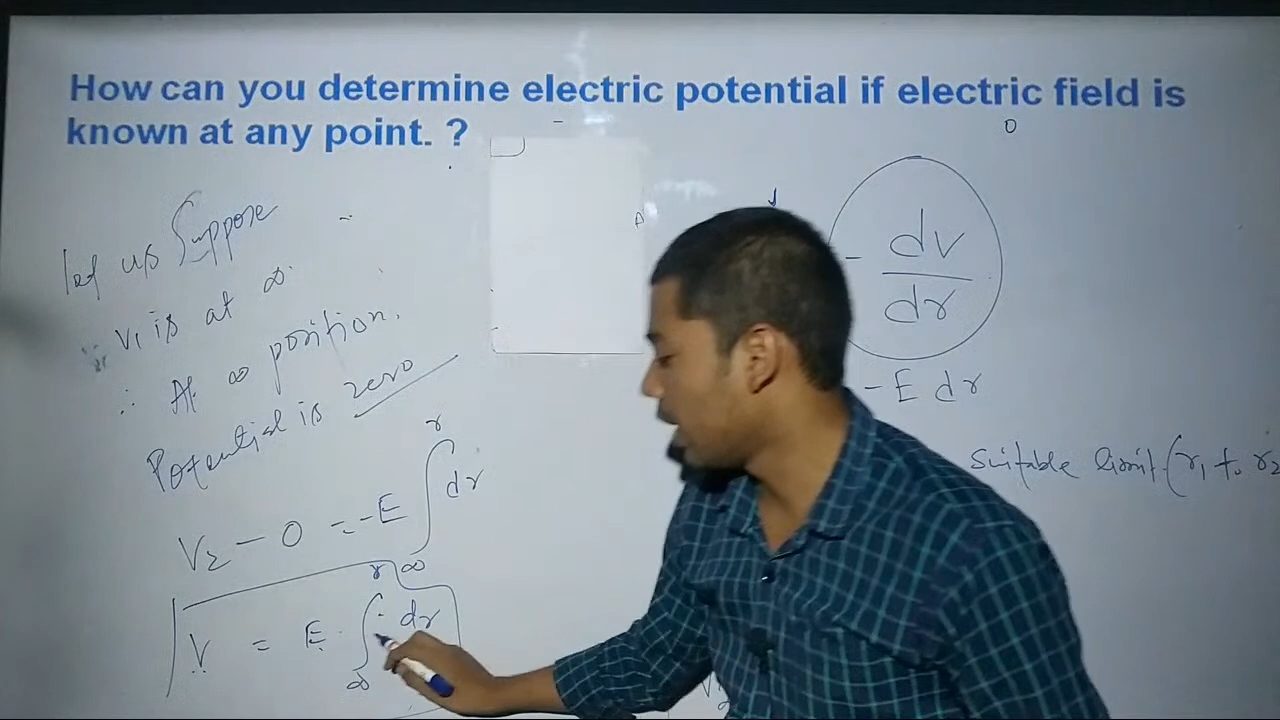 How can you determine electric potential if electric field is
known at any point. ?
let us Suppose
∵ V₁ is at ∞
∴ At ∞ position.
Potential is zero
V₂ - 0 = -E ∫_∞^r dr
V = E. ∫_∞^r dr
- dv/dr
- E dr
Suitable limit (r₁ to r₂